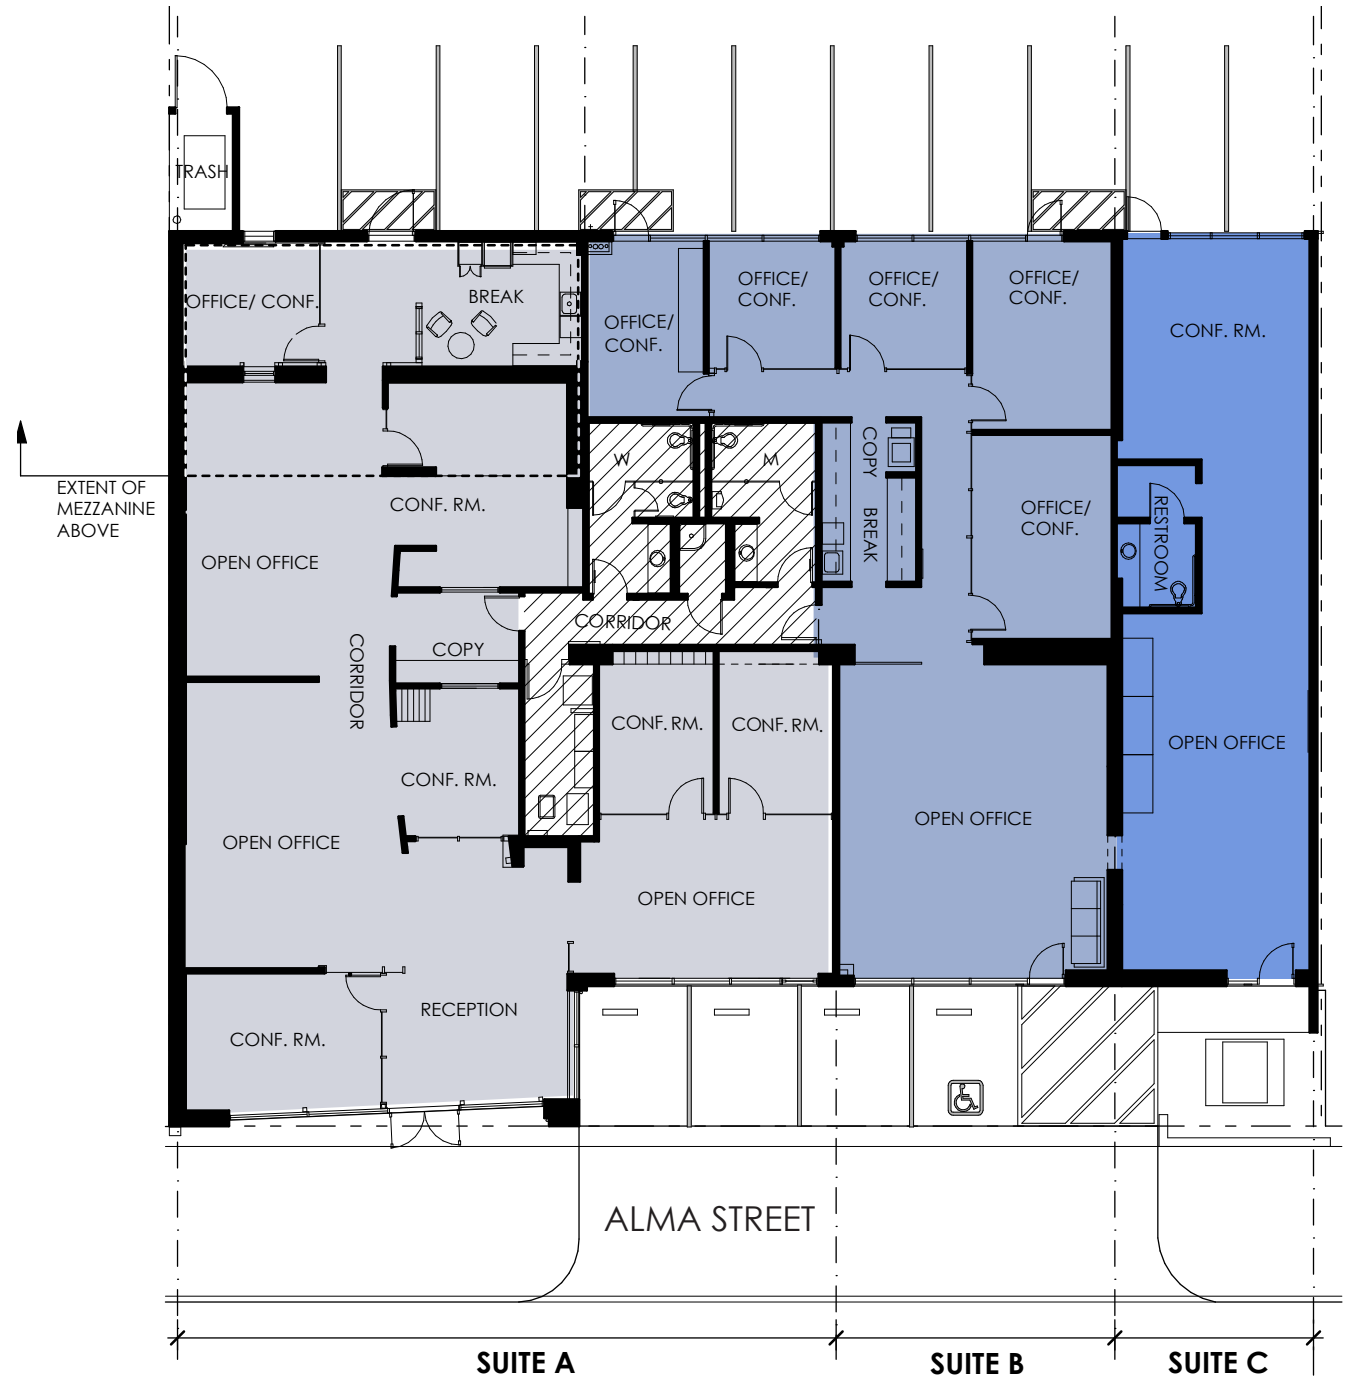 TRASH
OFFICE/ CONF.
BREAK
OFFICE/
CONF.
OFFICE/
CONF.
OFFICE/
CONF.
OFFICE/
CONF.
CONF. RM.
EXTENT OF
MEZZANINE
ABOVE
CONF. RM.
W
M
COPY
BREAK
OFFICE/
CONF.
RESTROOM
OPEN OFFICE
CORRIDOR
COPY
CORRIDOR
CONF. RM.
CONF. RM.
CONF. RM.
OPEN OFFICE
OPEN OFFICE
OPEN OFFICE
OPEN OFFICE
RECEPTION
CONF. RM.
ALMA STREET
SUITE A
SUITE B
SUITE C